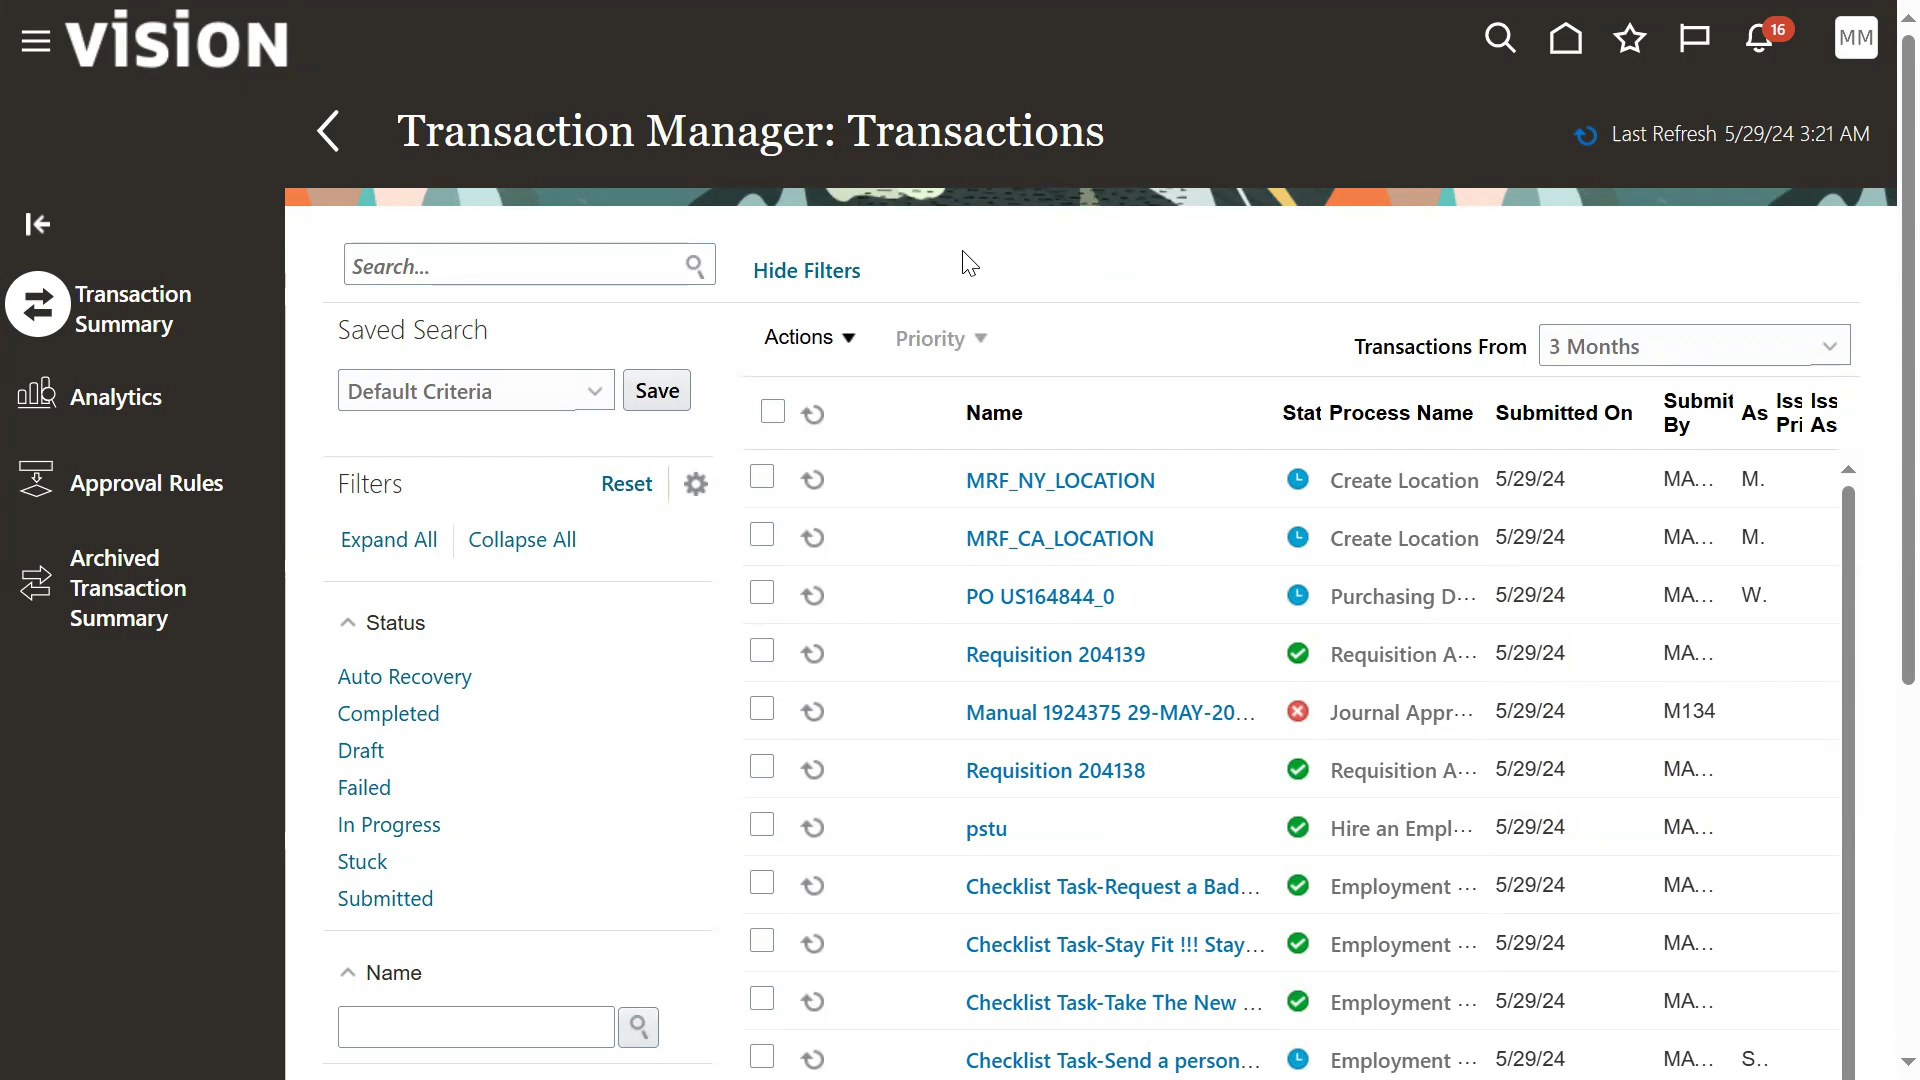 vision
16
MM
Transaction Manager: Transactions
Last Refresh 5/29/24 3:21 AM
Transaction
Summary
Analytics
Approval Rules
Archived
Transaction
Summary
Search...
Hide Filters
Saved Search
Default Criteria
Save
Filters
Reset
Expand All
Collapse All
Status
Auto Recovery
Completed
Draft
Failed
In Progress
Stuck
Submitted
Name
Actions
Priority
Transactions From
3 Months
Name Stat Process Name Submitted On Submit By As Iss Pri Iss As
MRF_NY_LOCATION Create Location 5/29/24 MA... M.
MRF_CA_LOCATION Create Location 5/29/24 MA... M.
PO US164844_0 Purchasing D... 5/29/24 MA... W.
Requisition 204139 Requisition A... 5/29/24 MA...
Manual 1924375 29-MAY-20... Journal Appr... 5/29/24 M134
Requisition 204138 Requisition A... 5/29/24 MA...
pstu Hire an Empl... 5/29/24 MA...
Checklist Task-Request a Bad... Employment ... 5/29/24 MA...
Checklist Task-Stay Fit !!! Stay... Employment ... 5/29/24 MA...
Checklist Task-Take The New ... Employment ... 5/29/24 MA...
Checklist Task-Send a person... Employment ... 5/29/24 MA... S..